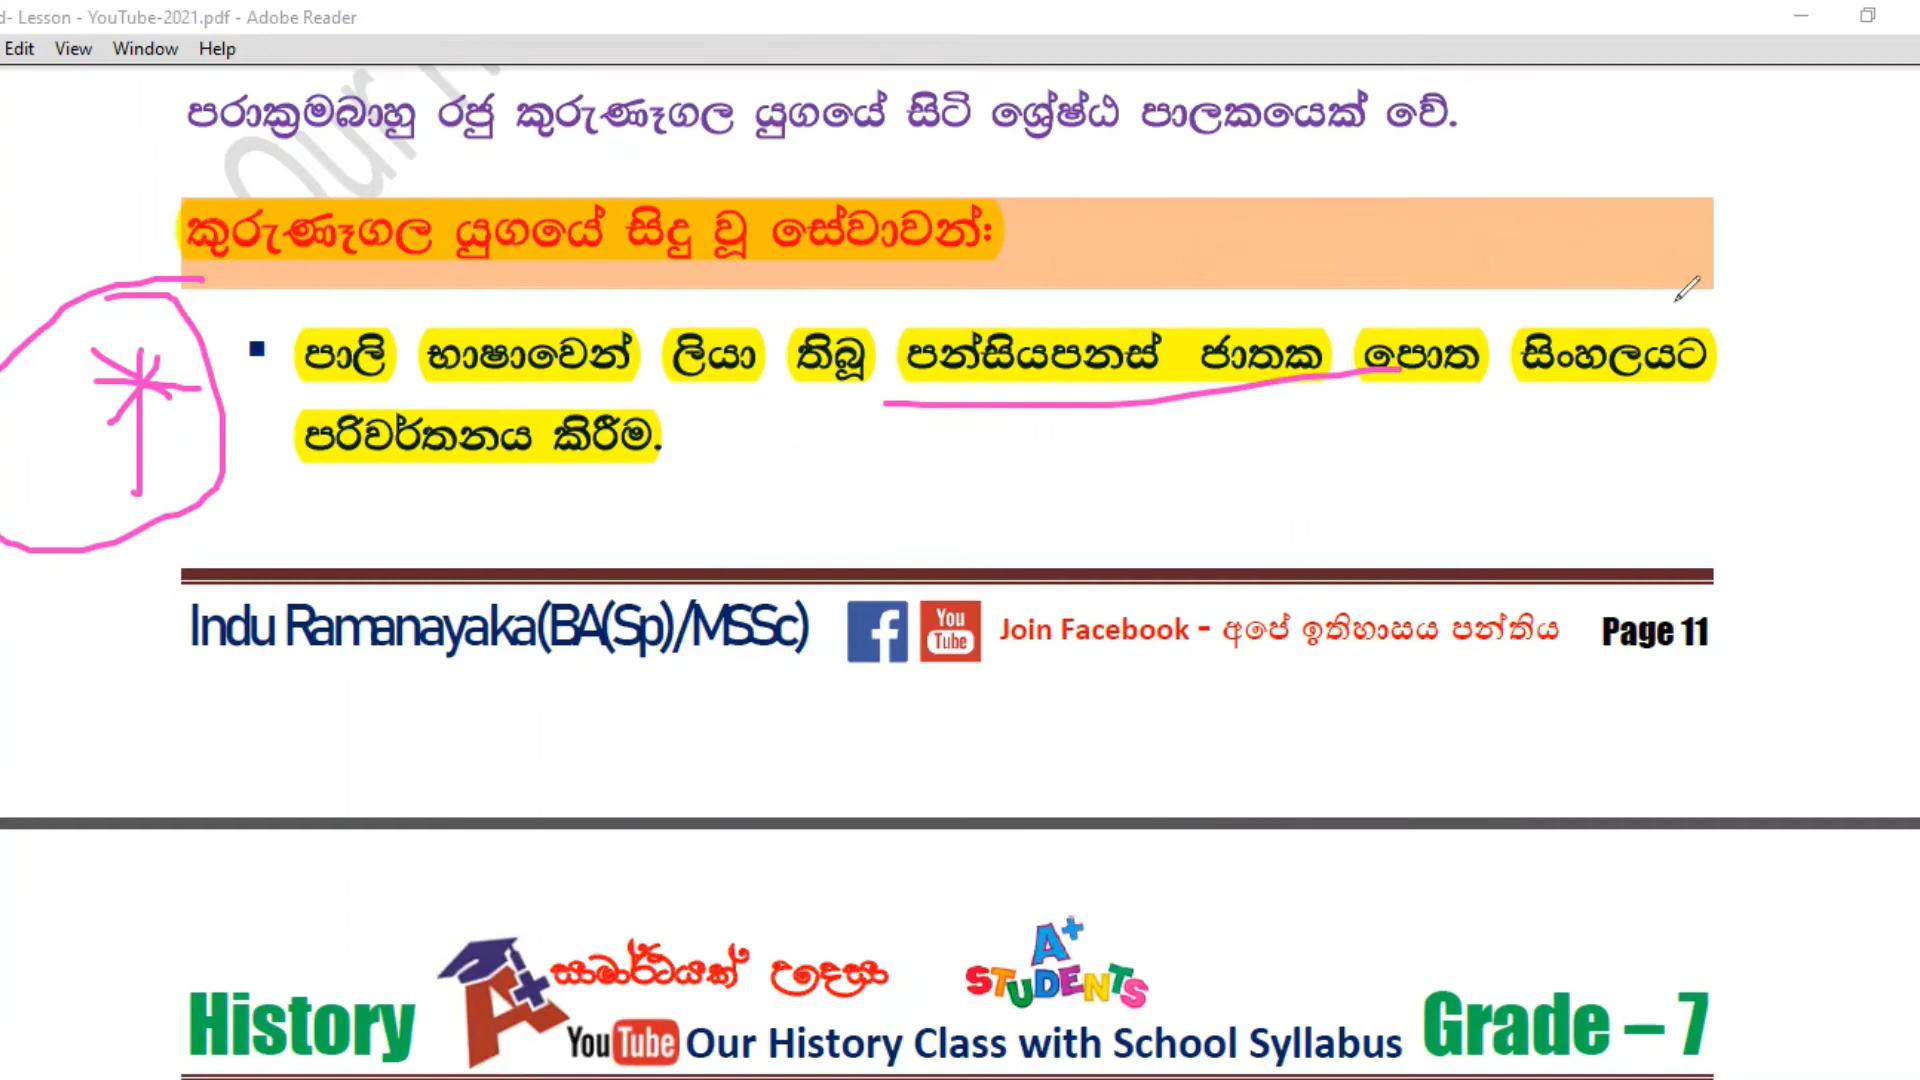 d- Lesson - YouTube-2021.pdf - Adobe Reader
Edit View Window Help
පරාක්‍රමබාහු රජු කුරුණෑගල යුගයේ සිටි ශ්‍රේෂ්ඨ පාලකයෙක් වේ.
කුරුණෑගල යුගයේ සිදු වූ සේවාවන්:
▪ පාලි භාෂාවෙන් ලියා තිබූ පන්සියපනස් ජාතක පොත සිංහලයට
පරිවර්තනය කිරීම.
Indu Ramanayaka(BA(Sp)/MSSc) f You Tube Join Facebook - අපේ ඉතිහාසය පන්තිය Page 11
සාමාර්ථයක් උදෙසා A+ STUDENTS
History A+ YouTube Our History Class with School Syllabus Grade – 7